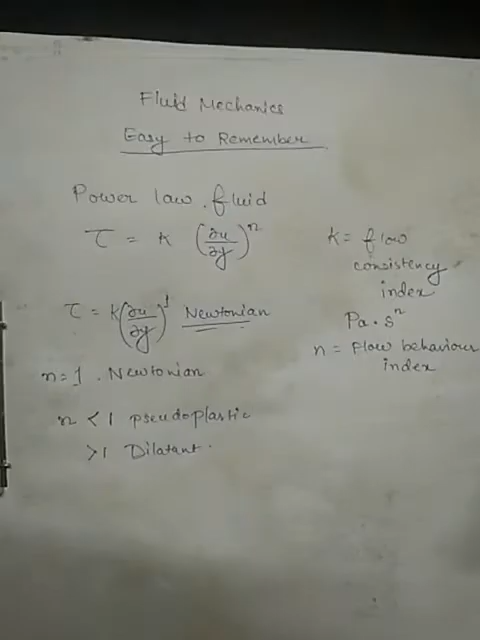 Fluid Mechanics
Easy to Remember
Power law fluid
τ = k (∂u/∂y)^n
k = flow
consistency
index
Pa.s^n
n = Flow behaviour
index
τ = k(∂u/∂y)^1 Newtonian
n=1. Newtonian
n <1 pseudoplastic
>1 Dilatant.